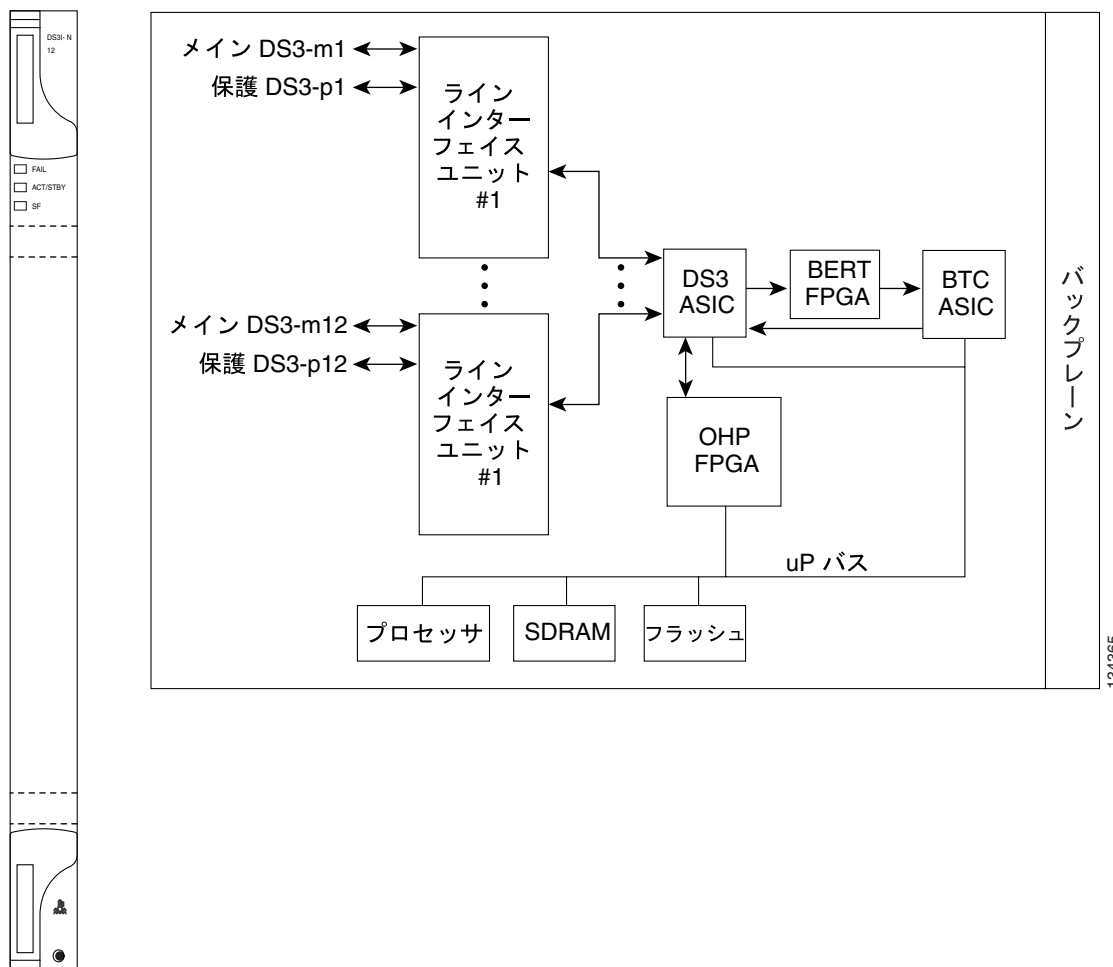 DS3I- N
12
FAIL
ACT/STBY
SF
メイン DS3-m1
保護 DS3-p1
ライン
インター
フェイス
ユニット
#1
メイン DS3-m12
保護 DS3-p12
ライン
インター
フェイス
ユニット
#1
DS3
ASIC
BERT
FPGA
BTC
ASIC
OHP
FPGA
uP バス
プロセッサ
SDRAM
フラッシュ
バックプレーン
134365